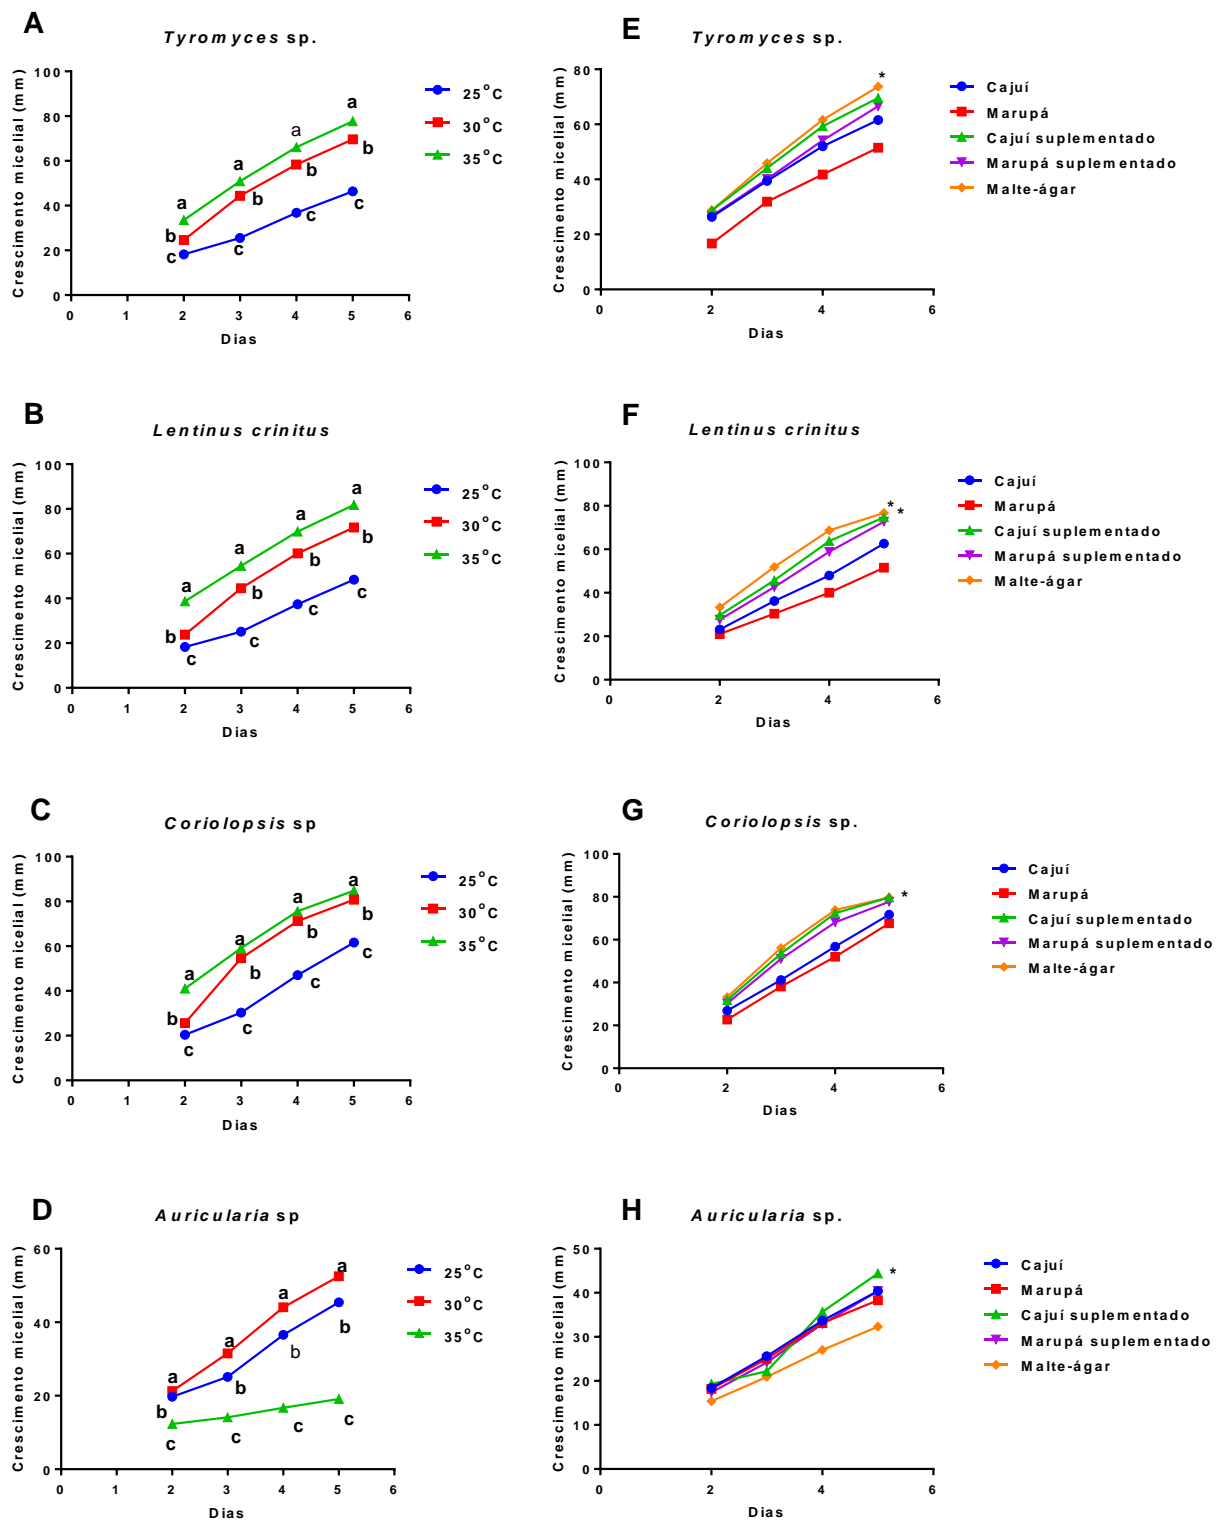 A
Tyromyces sp.
Crescimento micelial (mm)
100
80
60
40
20
0
0 1 2 3 4 5 6
Dias
a a a a
b b b b
c c c c
25°C
30°C
35°C
E
Tyromyces sp.
Crescimento micelial (mm)
80
60
40
20
0
0 2 4 6
Dias
*
Cajuí
Marupá
Cajuí suplementado
Marupá suplementado
Malte-ágar
B
Lentinus crinitus
Crescimento micelial (mm)
100
80
60
40
20
0
0 1 2 3 4 5 6
Dias
a a a a
b b b b
c c c c
25°C
30°C
35°C
F
Lentinus crinitus
Crescimento micelial (mm)
100
80
60
40
20
0
0 2 4 6
Dias
*
*
Cajuí
Marupá
Cajuí suplementado
Marupá suplementado
Malte-ágar
C
Coriolopsis sp
Crescimento micelial (mm)
100
80
60
40
20
0
0 1 2 3 4 5 6
Dias
a a a a
b b b b
c c c c
25°C
30°C
35°C
G
Coriolopsis sp.
Crescimento micelial (mm)
100
80
60
40
20
0
0 2 4 6
Dias
*
Cajuí
Marupá
Cajuí suplementado
Marupá suplementado
Malte-ágar
D
Auricularia sp
Crescimento micelial (mm)
60
40
20
0
0 1 2 3 4 5 6
Dias
a a a a
b b b b
c c c c
25°C
30°C
35°C
H
Auricularia sp.
Crescimento micelial (mm)
50
40
30
20
10
0
0 2 4 6
Dias
*
Cajuí
Marupá
Cajuí suplementado
Marupá suplementado
Malte-ágar